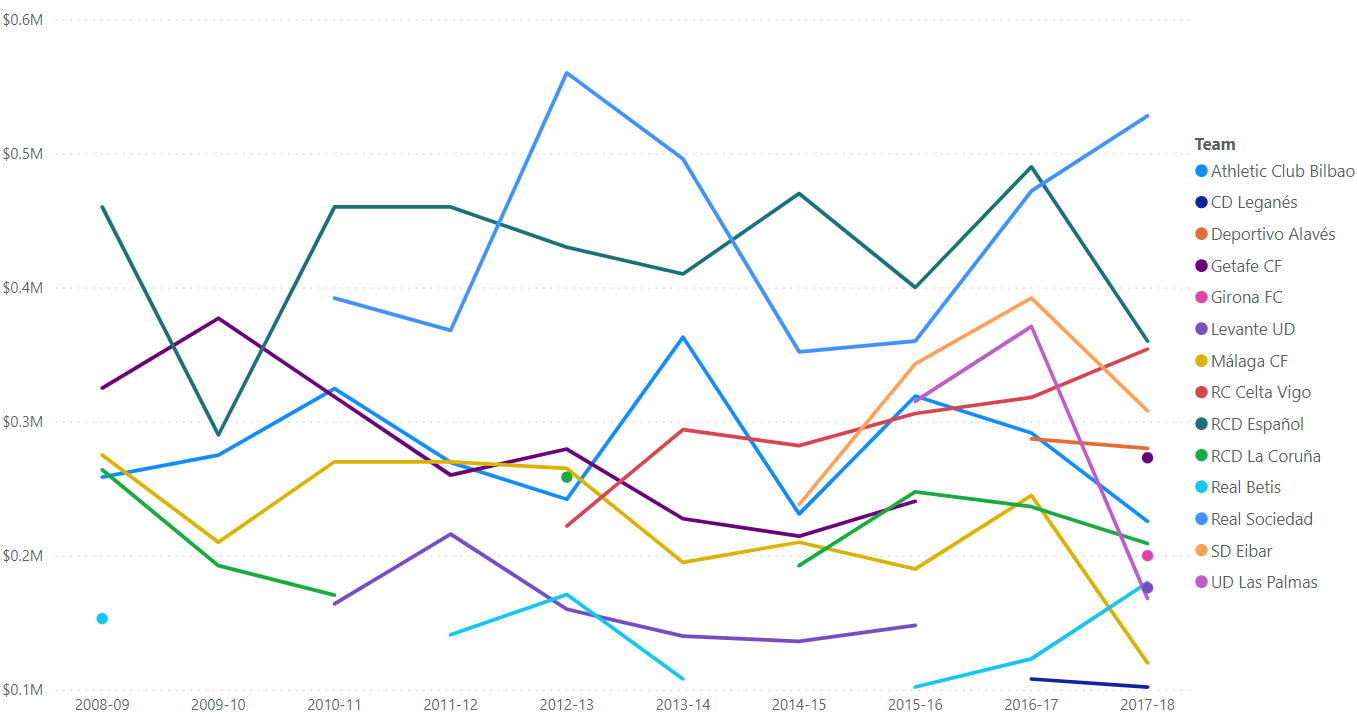 $0.6M
$0.5M
$0.4M
$0.3M
$0.2M
$0.1M
2008-09 2009-10 2010-11 2011-12 2012-13 2013-14 2014-15 2015-16 2016-17 2017-18
Team
Athletic Club Bilbao
CD Leganés
Deportivo Alavés
Getafe CF
Girona FC
Levante UD
Málaga CF
RC Celta Vigo
RCD Español
RCD La Coruña
Real Betis
Real Sociedad
SD Eibar
UD Las Palmas